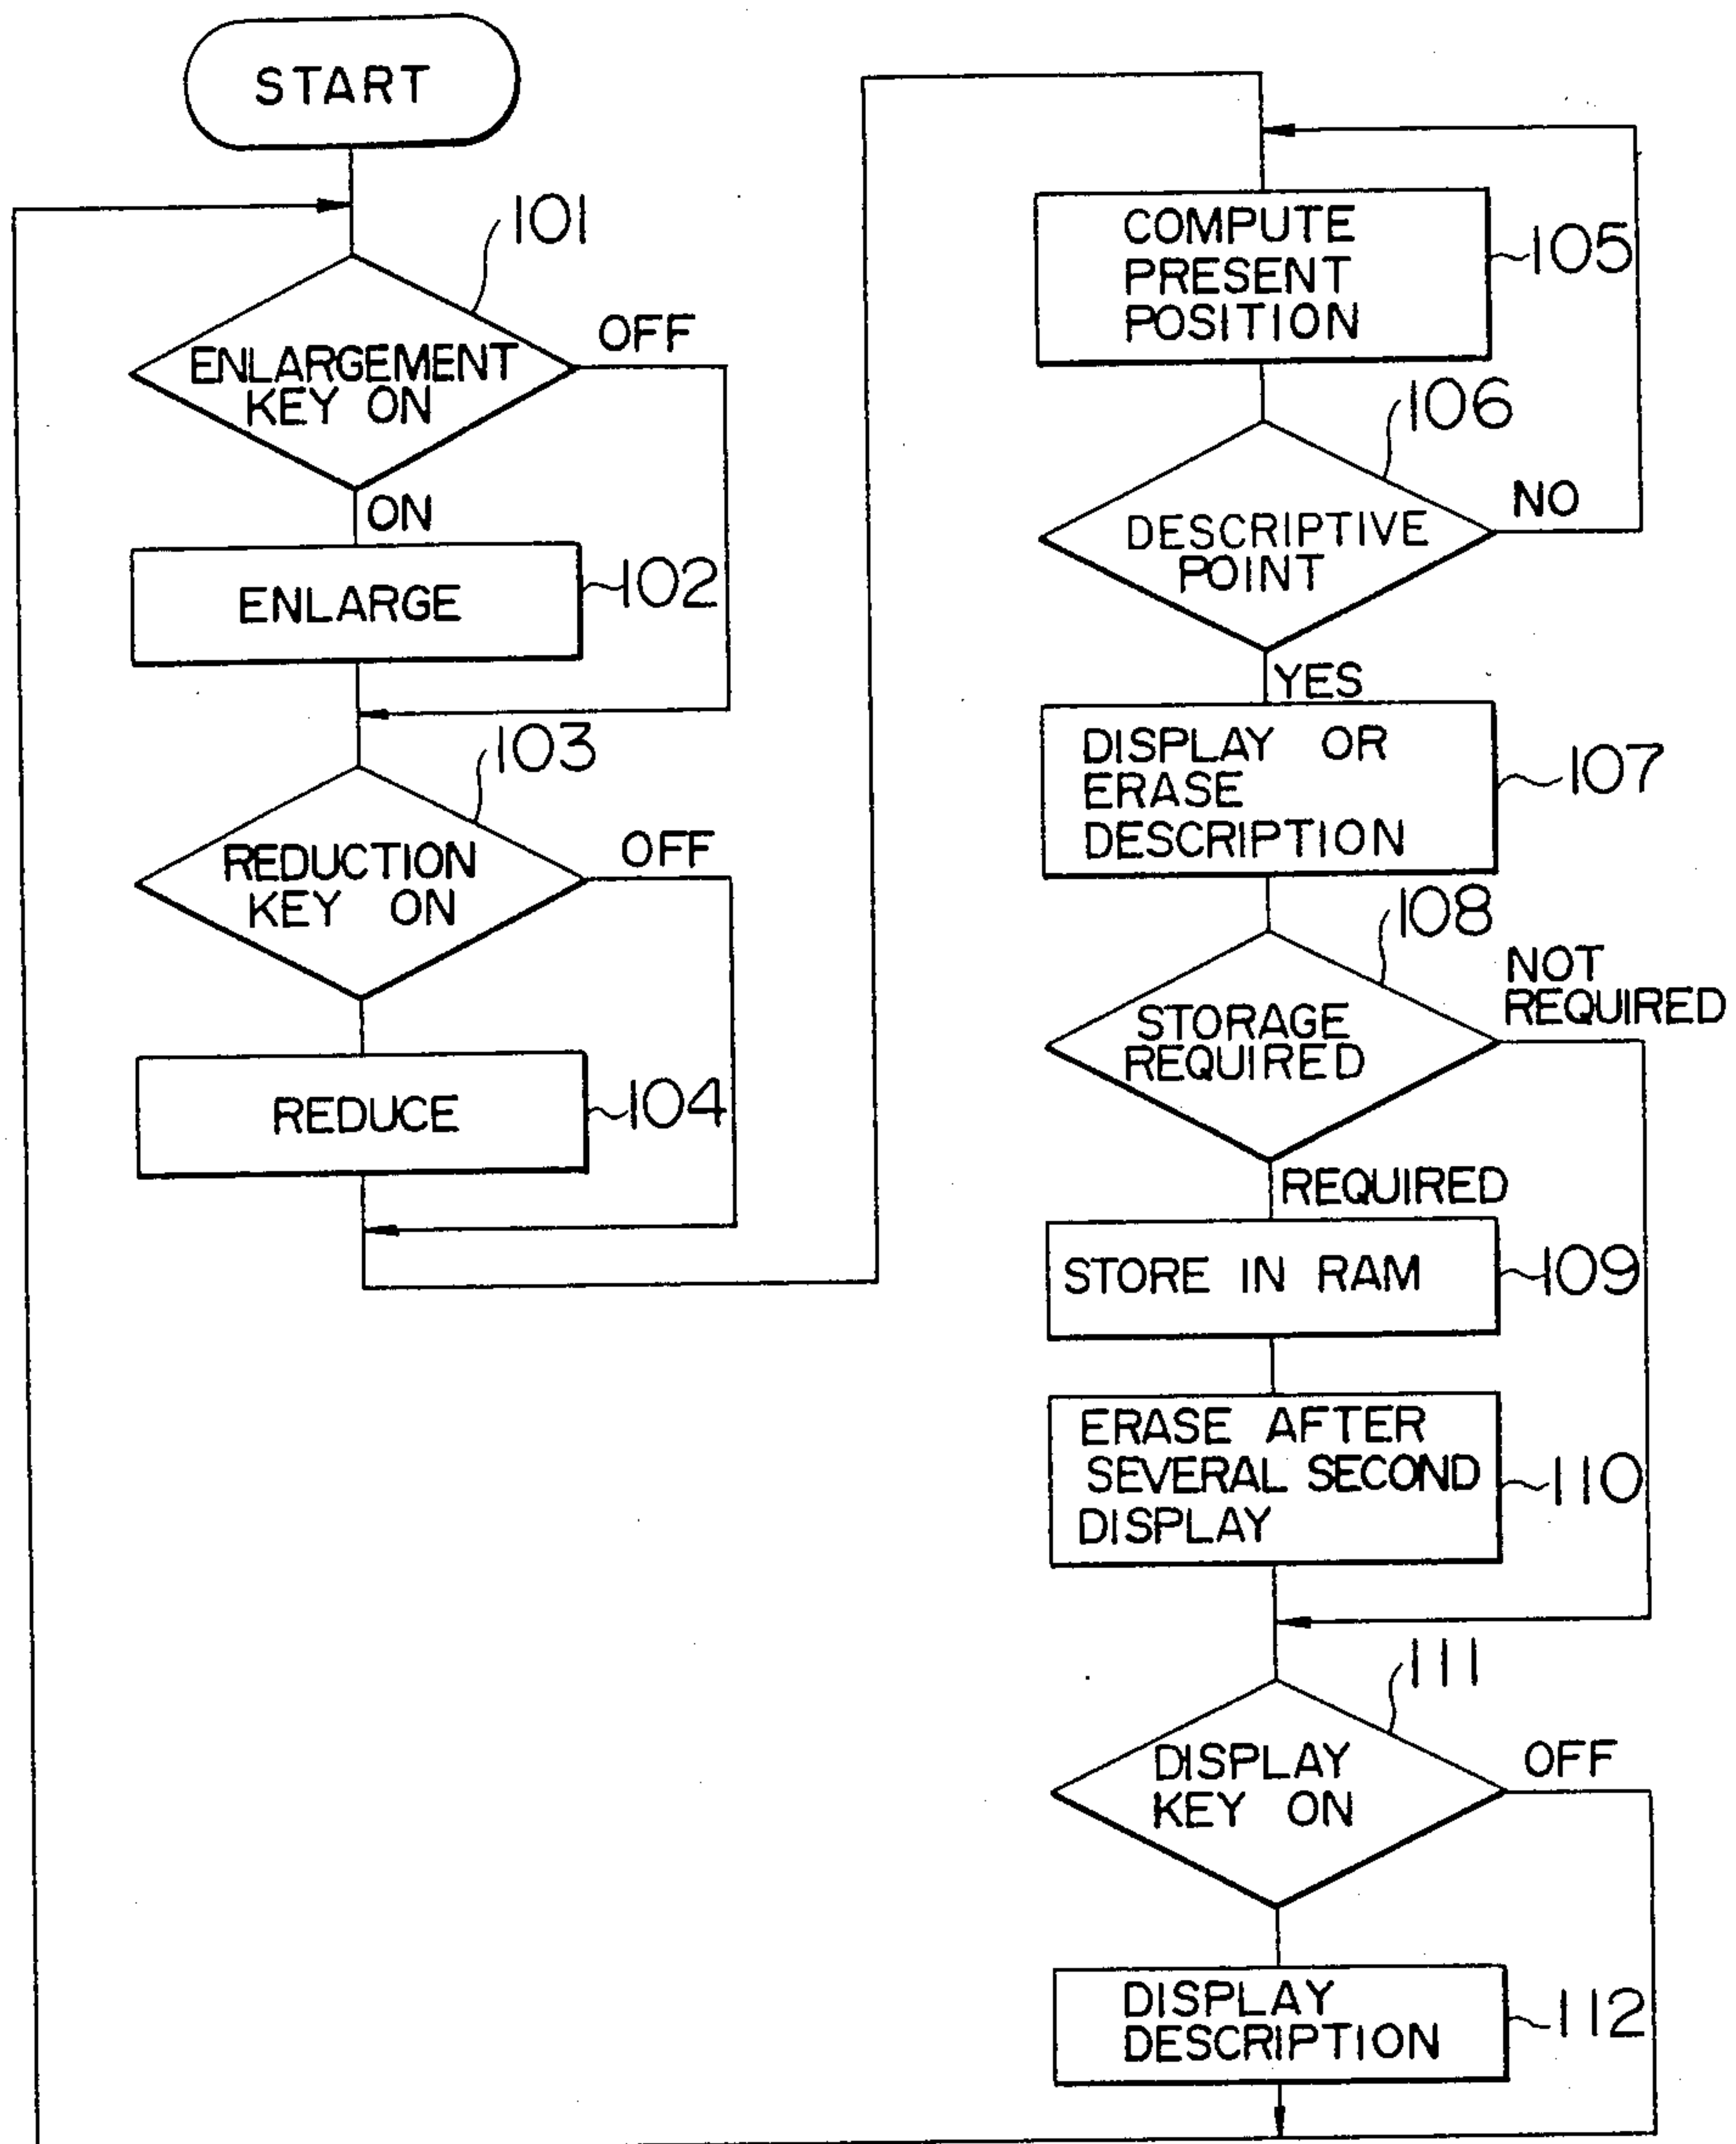 START
101
ENLARGEMENT
KEY ON
OFF
ON
ENLARGE
102
103
REDUCTION
KEY ON
OFF
REDUCE
104
COMPUTE
PRESENT
POSITION
105
106
DESCRIPTIVE
POINT
NO
YES
DISPLAY OR
ERASE
DESCRIPTION
107
108
STORAGE
REQUIRED
NOT
REQUIRED
REQUIRED
STORE IN RAM
109
ERASE AFTER
SEVERAL SECOND
DISPLAY
110
111
DISPLAY
KEY ON
OFF
DISPLAY
DESCRIPTION
112